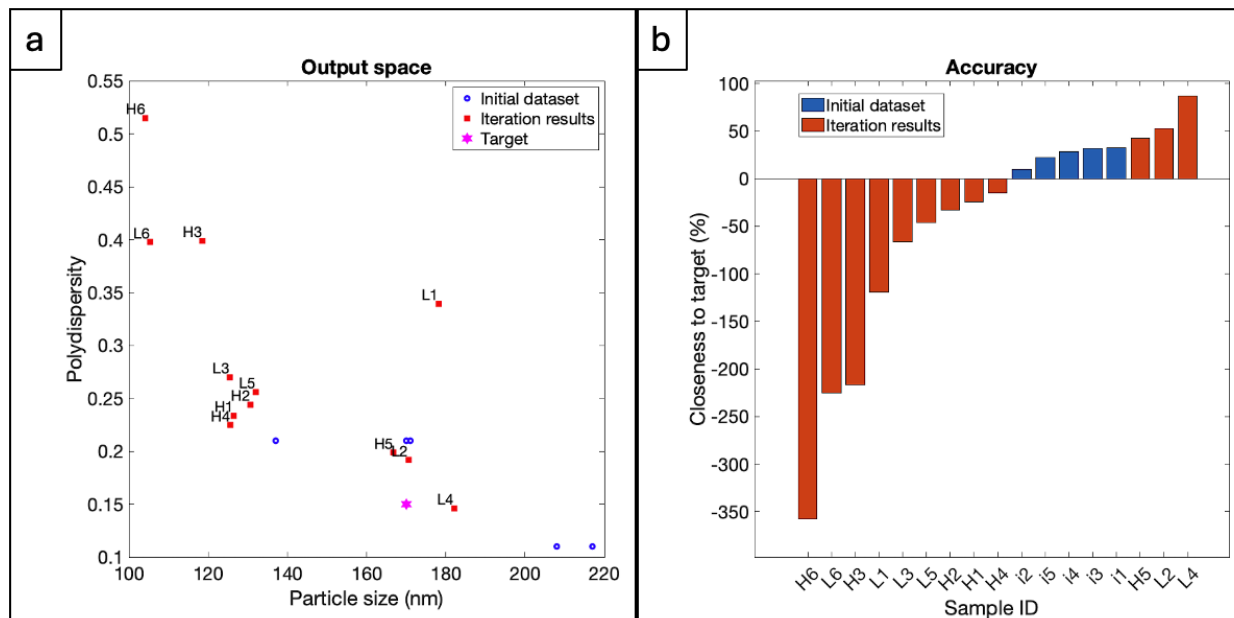 a
Output space
0.55
0.5
0.45
0.4
0.35
0.3
0.25
0.2
0.15
0.1
Polydispersity
100
120
140
160
180
200
220
Particle size (nm)
Initial dataset
Iteration results
Target
H6
L6
H3
L1
L3
L5
H2
H1
H4
H5
L2
L4
b
Accuracy
100
50
0
-50
-100
-150
-200
-250
-300
-350
Closeness to target (%)
Initial dataset
Iteration results
H6
L6
H3
L1
L3
L5
H2
H1
H4
i2
i5
i4
i3
i1
H5
L2
L4
Sample ID